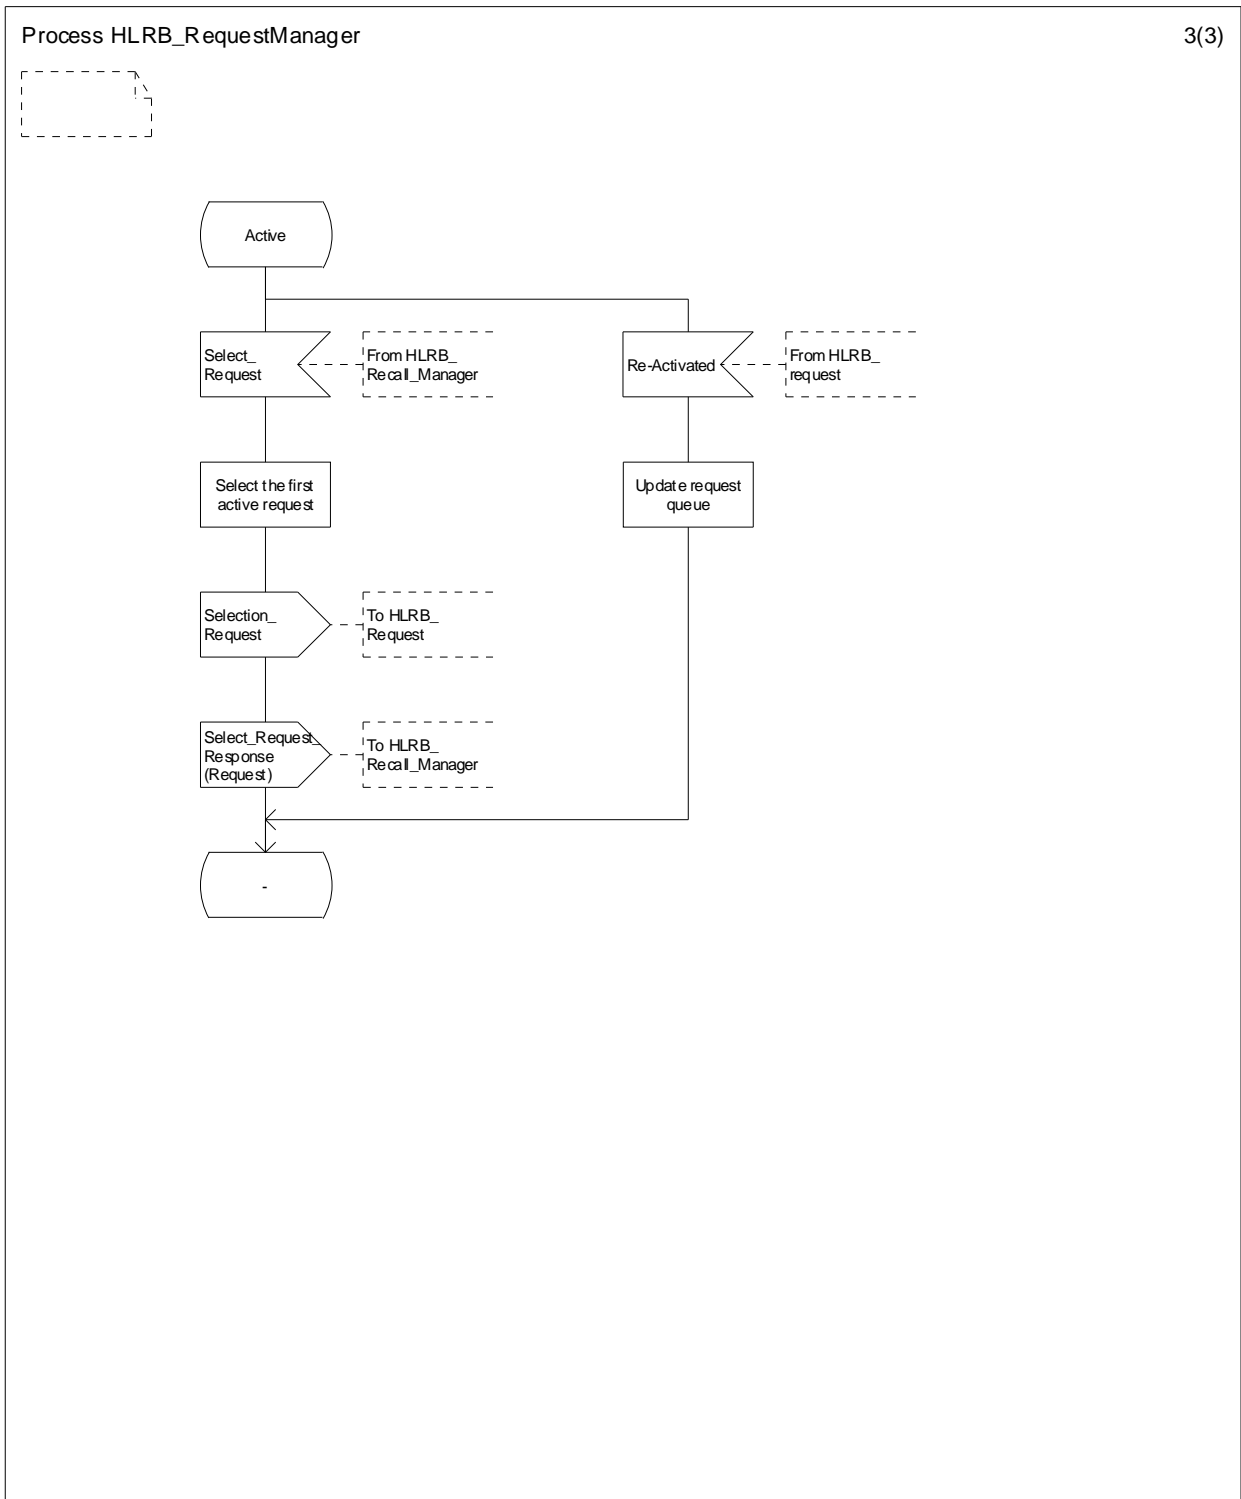 Process HLRB_RequestManager
3(3)
Active
Select_
Request
From HLRB_
Recall_Manager
Re-Activated
From HLRB_
request
Select the first
active request
Update request
queue
Selection_
Request
To HLRB_
Request
Select_Request_
Response
(Request)
To HLRB_
Recall_Manager
-